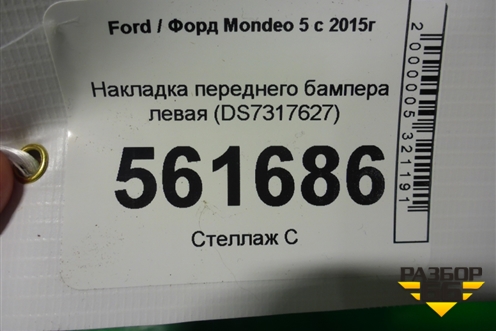 Ford / Форд Mondeo 5 с 2015г
Накладка переднего бампера
левая (DS7317627)
561686
Стеллаж С
2000005321191
РАЗБОР